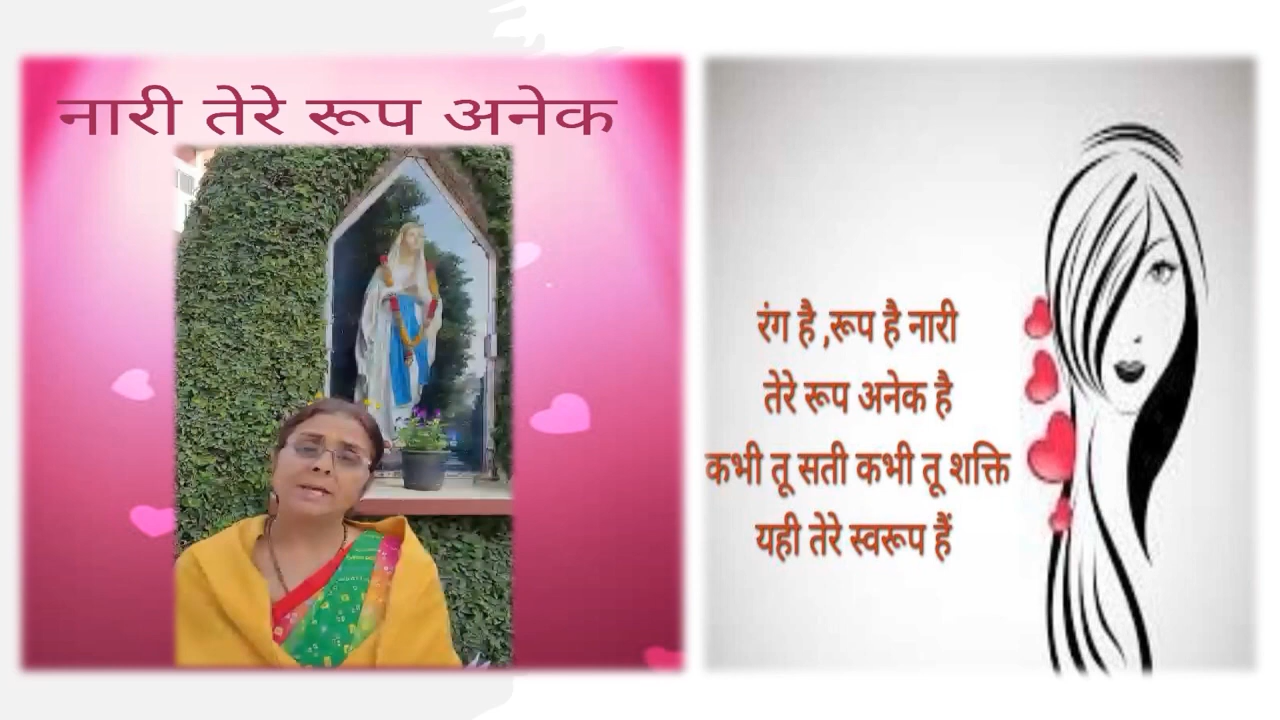 नारी तेरे रूप अनेक
रंग है ,रूप है नारी
तेरे रूप अनेक है
कभी तू सती कभी तू शक्ति
यही तेरे स्वरूप हैं